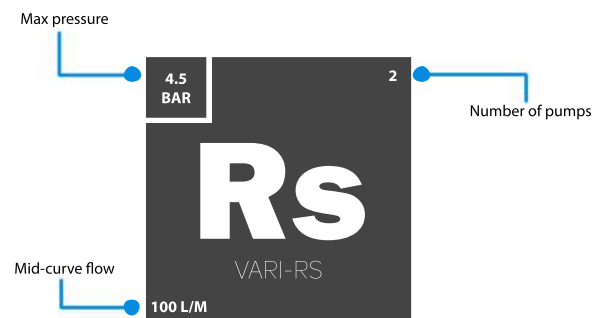 Max pressure
4.5
BAR
2
Number of pumps
Rs
VARI-RS
Mid-curve flow
100 L/M